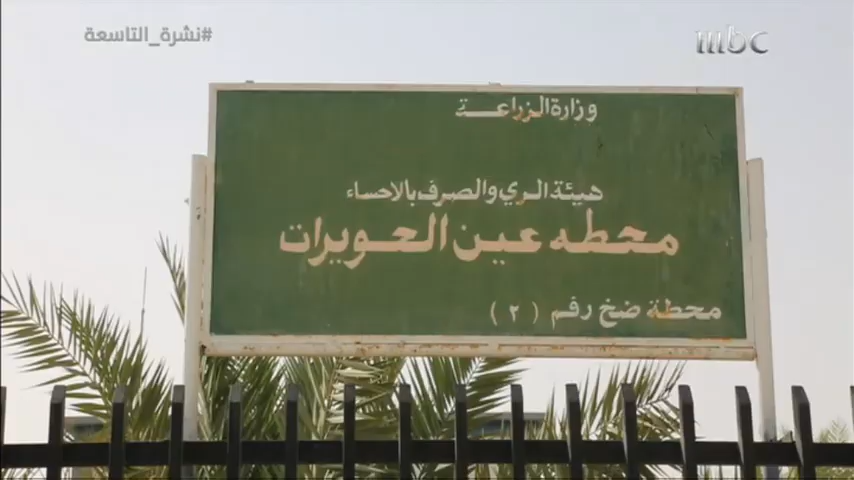 #نشرة_التاسعة
mbc
وزارة الزراعة
هيئة الري والصرف بالاحساء
محطه عين الحويرات
محطة ضخ رقم ( ٢ )